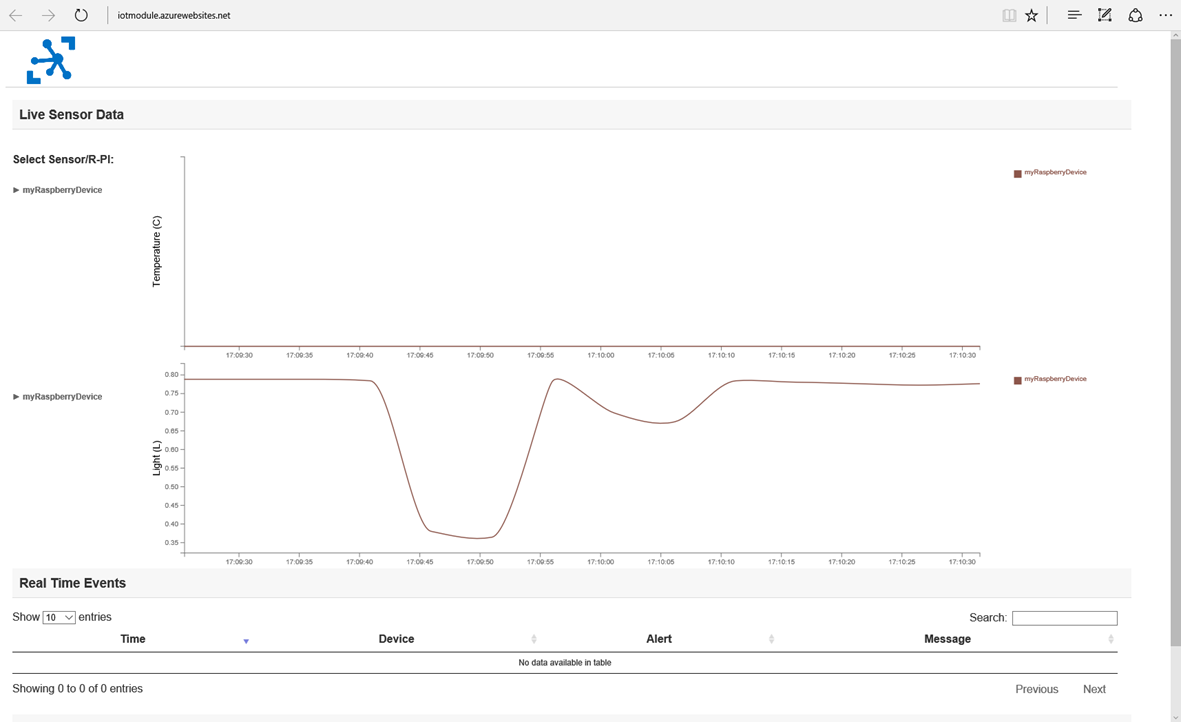 iotmodule.azurewebsites.net
Live Sensor Data
Select Sensor/R-PI:
myRaspberryDevice
Temperature (C)
myRaspberryDevice
17:09:30 17:09:35 17:09:40 17:09:45 17:09:50 17:09:55 17:10:00 17:10:05 17:10:10 17:10:15 17:10:20 17:10:25 17:10:30
myRaspberryDevice
Light (L)
0.80
0.75
0.70
0.65
0.60
0.55
0.50
0.45
0.40
0.35
myRaspberryDevice
17:09:30 17:09:35 17:09:40 17:09:45 17:09:50 17:09:55 17:10:00 17:10:05 17:10:10 17:10:15 17:10:20 17:10:25 17:10:30
Real Time Events
Show 10 entries
Search:
Time Device Alert Message
No data available in table
Showing 0 to 0 of 0 entries
Previous Next